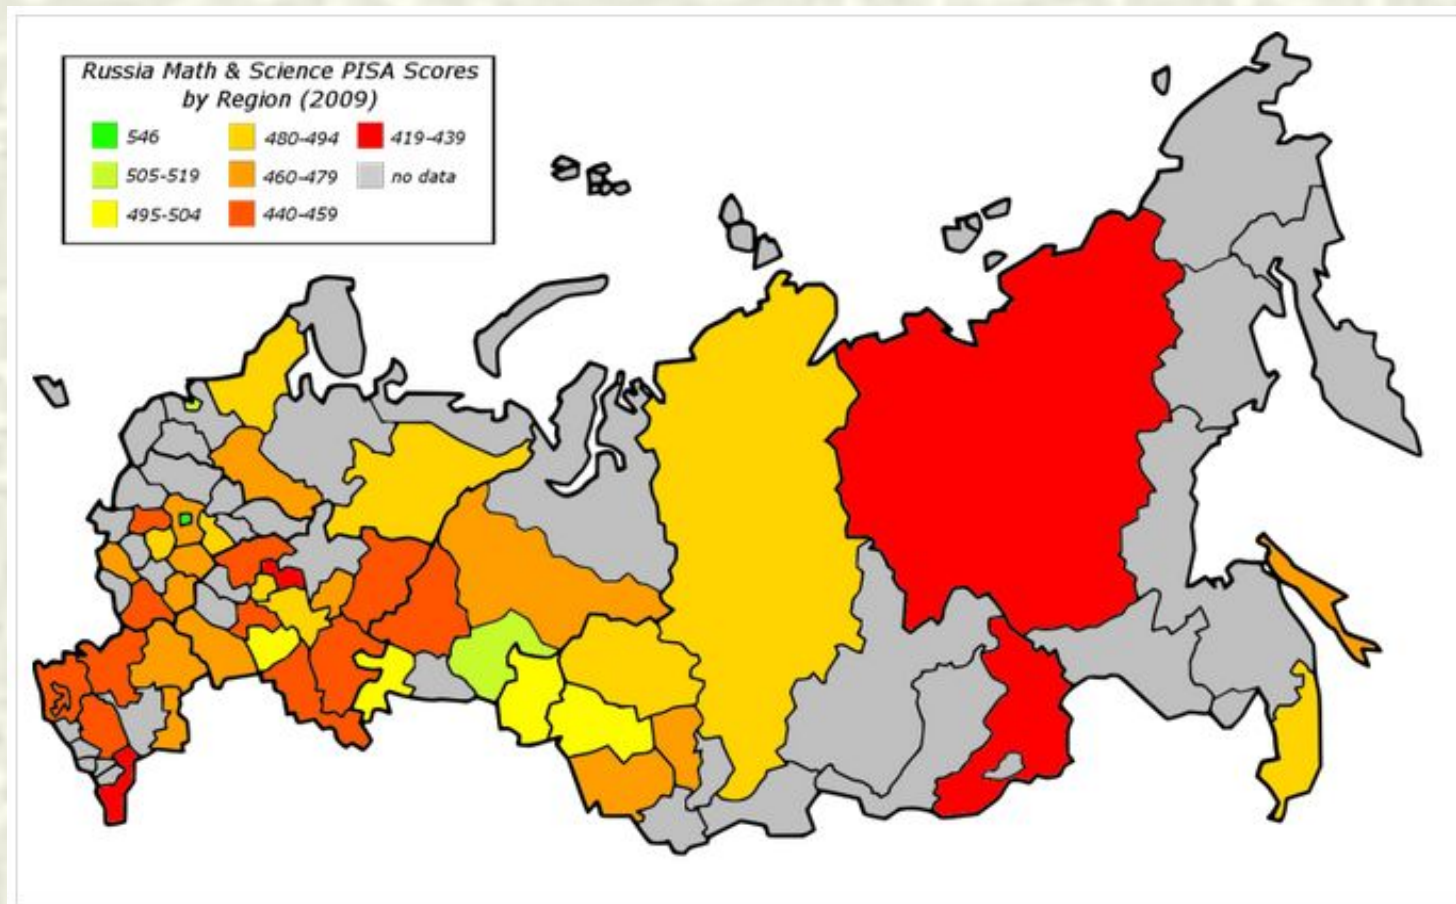 Russia Math & Science PISA Scores
by Region (2009)
546
480-494
419-439
505-519
460-479
no data
495-504
440-459